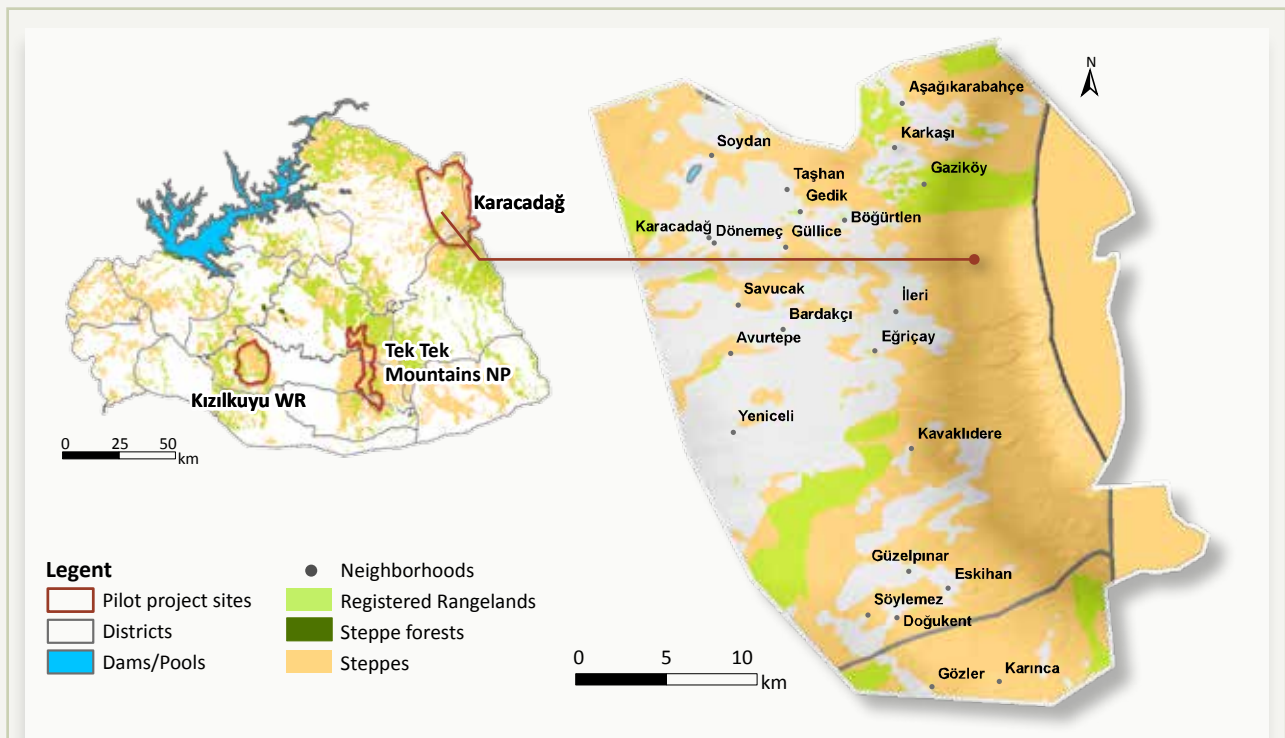 N
Aşağıkarabahçe
Karkaşı
Soydan
Gaziköy
Taşhan
Gedik
Karacadağ
Böğürtlen
Karacadağ
Dönemeç
Güllice
İleri
Savucak
Bardakçı
Avurtepe
Eğriçay
Tek Tek
Mountains NP
Kızılkuyu WR
Yeniceli
0 25 50
km
Kavaklıdere
Güzelpınar
Eskihan
Söylemez
Doğukent
Gözler
Karınca
Legent
Pilot project sites
Districts
Dams/Pools
Neighborhoods
Registered Rangelands
Steppe forests
Steppes
0 5 10
km